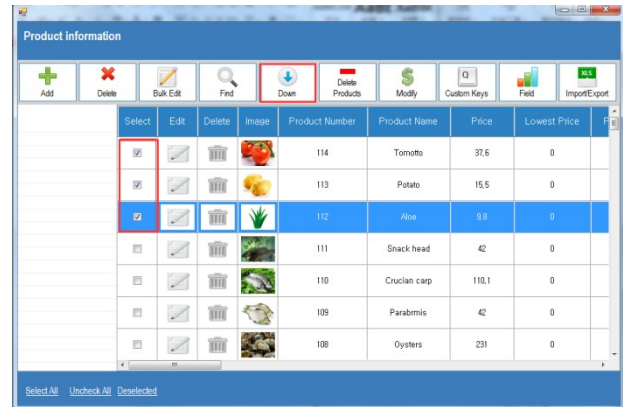 Product information
Add Delete Bulk Edit Find Down Delete Products Modify Q Custom Keys Field XLS Import/Export
Select Edit Delete Image Product Number Product Name Price Lowest Price
114 Tomotto 37,6 0
113 Potato 15,5 0
112 Aloe 9,8 0
111 Snack head 42 0
110 Crucian carp 110,1 0
109 Parabrmis 42 0
108 Oysters 231 0
Select All Uncheck All Deselected